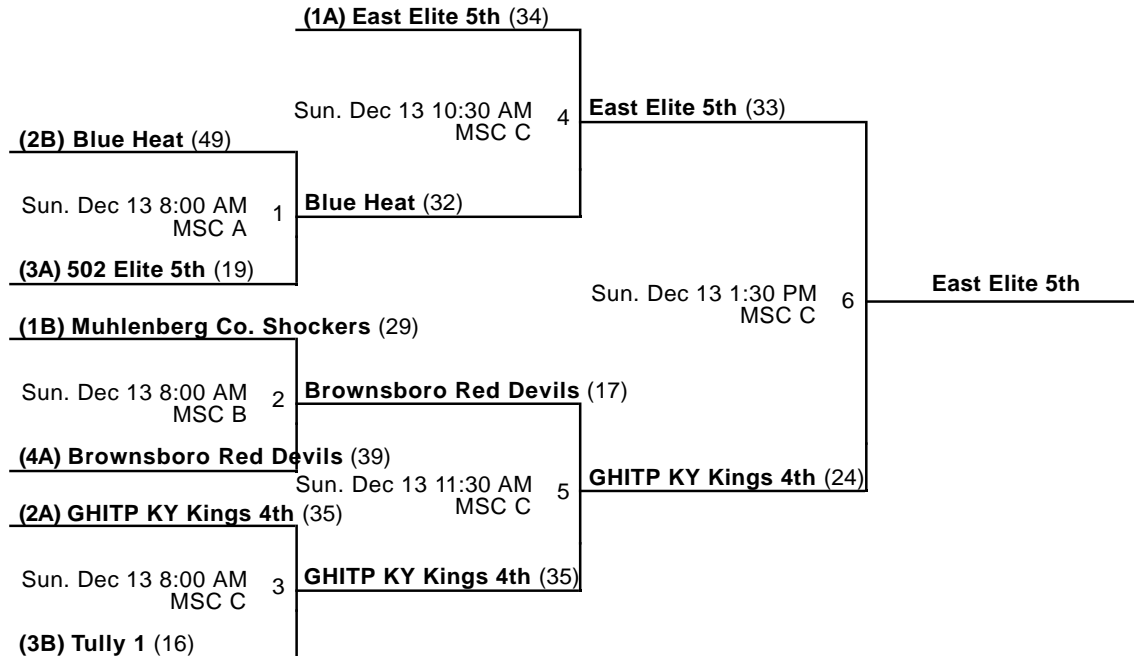 (1A) East Elite 5th (34)
Sun. Dec 13 10:30 AM 4 East Elite 5th (33)
MSC C
(2B) Blue Heat (49)
Sun. Dec 13 8:00 AM 1 Blue Heat (32)
MSC A
(3A) 502 Elite 5th (19)
East Elite 5th
Sun. Dec 13 1:30 PM 6
MSC C
(1B) Muhlenberg Co. Shockers (29)
Sun. Dec 13 8:00 AM 2 Brownsboro Red Devils (17)
MSC B
(4A) Brownsboro Red Devils (39)
Sun. Dec 13 11:30 AM 5 GHITP KY Kings 4th (24)
MSC C
(2A) GHITP KY Kings 4th (35)
Sun. Dec 13 8:00 AM 3 GHITP KY Kings 4th (35)
MSC C
(3B) Tully 1 (16)